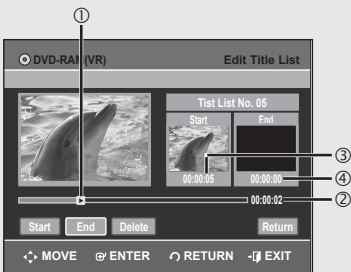 ①
DVD-RAM(VR) Edit Title List
Tist List No. 05
Start End
③
00:00:05 00:00:00 ④
00:00:02 ②
Start End Delete Return
MOVE ENTER RETURN EXIT